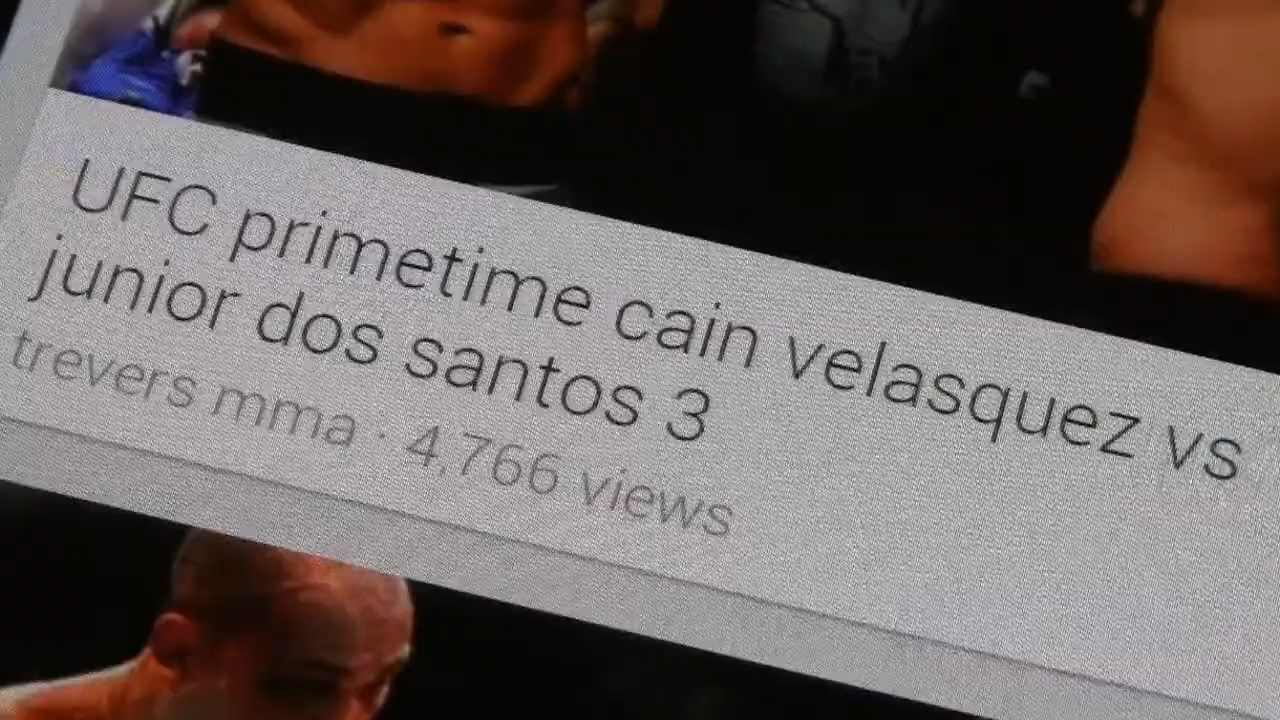 UFC primetime cain velasquez vs
junior dos santos 3
trevers mma · 4,766 views